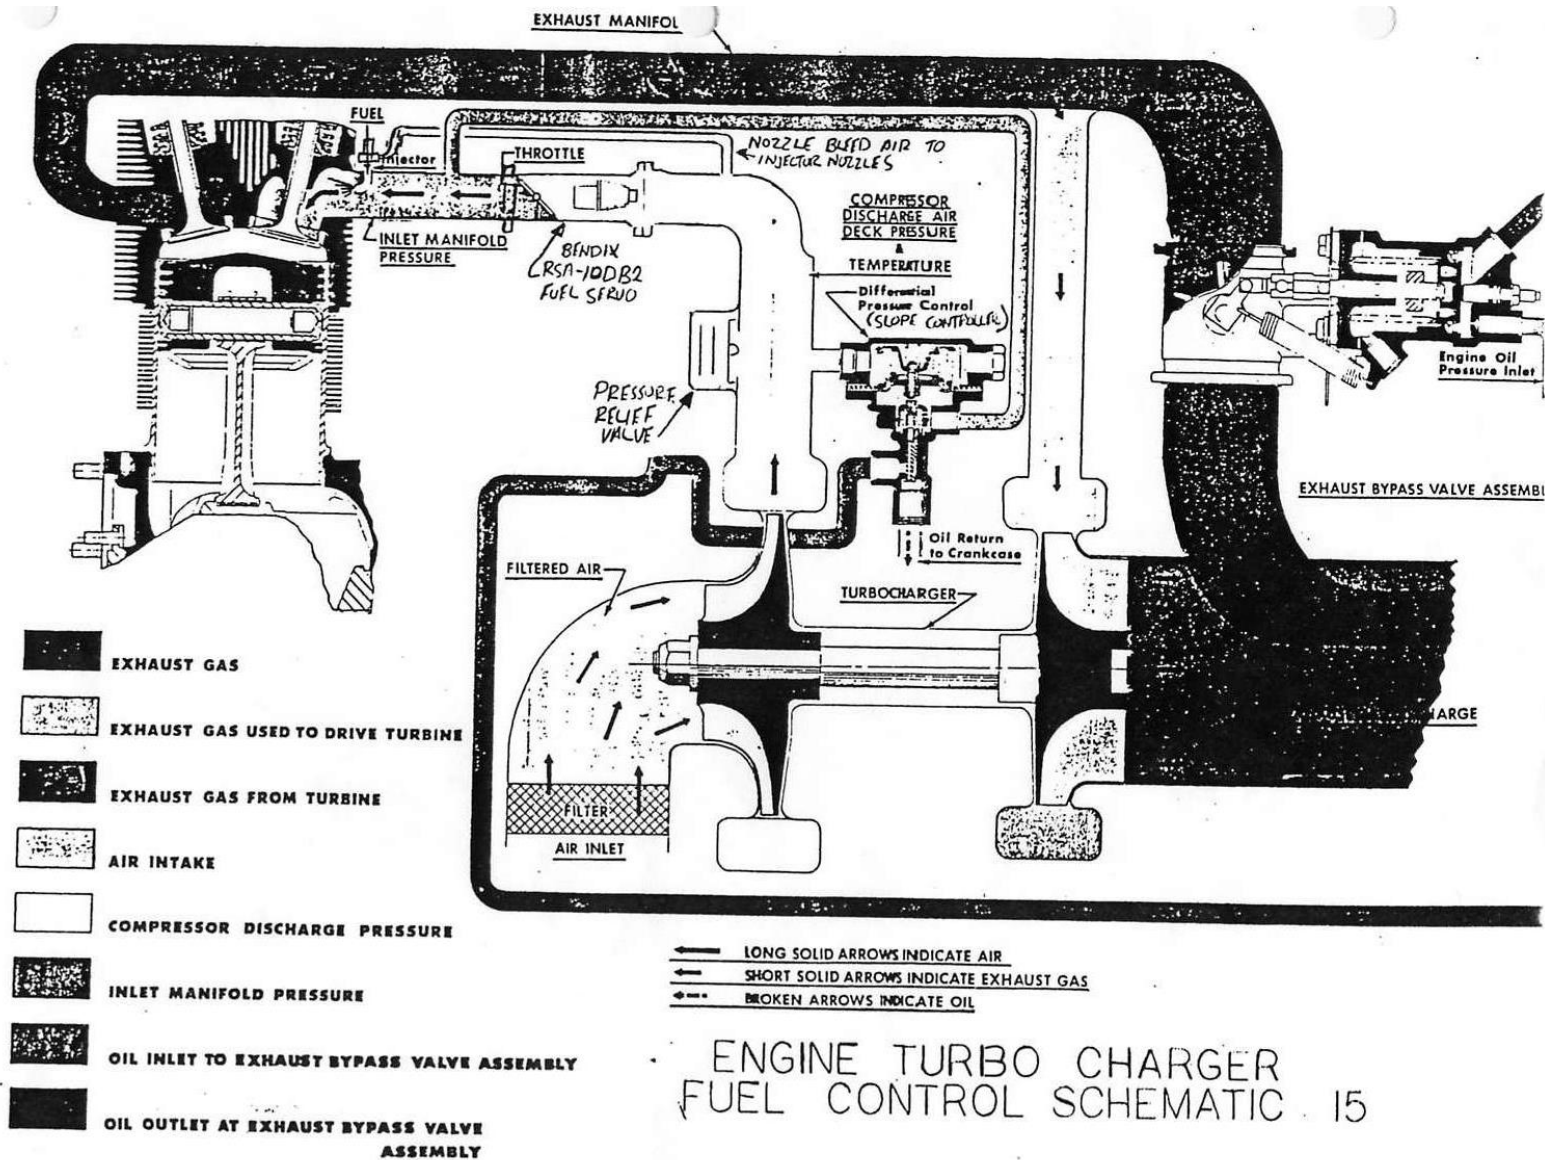 EXHAUST MANIFOL
FUEL
Injector
THROTTLE
NOZZLE BLEED AIR TO
INJECTOR NOZZLES
INLET MANIFOLD
PRESSURE
BENDIX
RSA-10DB2
FUEL SERVO
COMPRESSOR
DISCHARGE AIR
DECK PRESSURE
&
TEMPERATURE
Differential
Pressure Control
(SLOPE CONTROLLER)
PRESSURE
RELIEF
VALVE
Engine Oil
Pressure Inlet
EXHAUST BYPASS VALVE ASSEMBL
Oil Return
to Crankcase
FILTERED AIR
TURBOCHARGER
FILTER
AIR INLET
HARGE
EXHAUST GAS
EXHAUST GAS USED TO DRIVE TURBINE
EXHAUST GAS FROM TURBINE
AIR INTAKE
COMPRESSOR DISCHARGE PRESSURE
INLET MANIFOLD PRESSURE
OIL INLET TO EXHAUST BYPASS VALVE ASSEMBLY
OIL OUTLET AT EXHAUST BYPASS VALVE
ASSEMBLY
LONG SOLID ARROWS INDICATE AIR
SHORT SOLID ARROWS INDICATE EXHAUST GAS
BROKEN ARROWS INDICATE OIL
ENGINE TURBO CHARGER
FUEL CONTROL SCHEMATIC 15